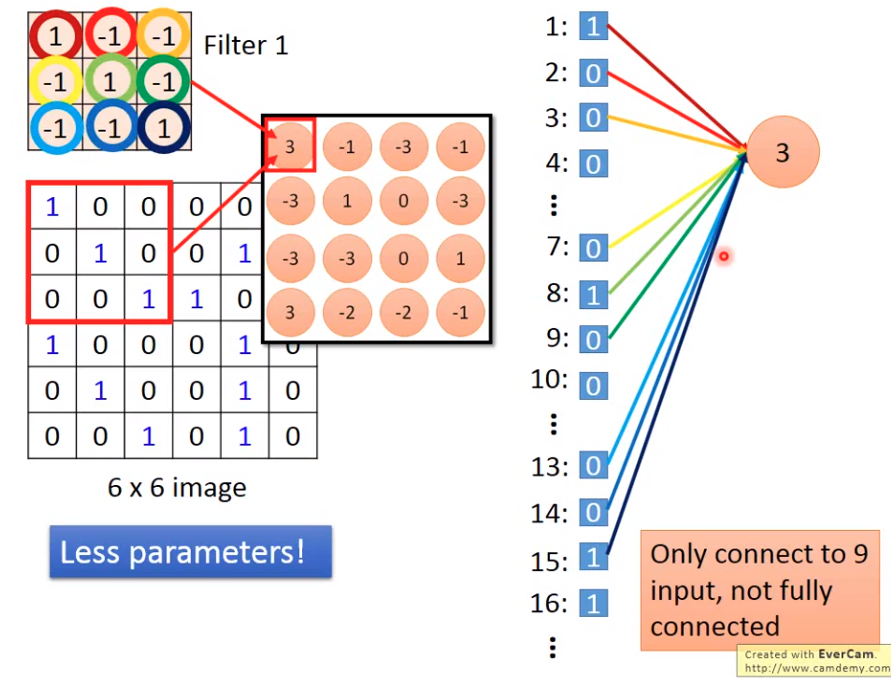 1 -1 -1
-1 1 -1
-1 -1 1
Filter 1
3 -1 -3 -1
-3 1 0 -3
-3 -3 0 1
3 -2 -2 -1
1 0 0 0 0
0 1 0 0 1
0 0 1 1 0
1 0 0 0 1 0
0 1 0 0 1 0
0 0 1 0 1 0
6 x 6 image
Less parameters!
1: 1
2: 0
3: 0
4: 0
⋮
7: 0
8: 1
9: 0
10: 0
⋮
13: 0
14: 0
15: 1
16: 1
⋮
3
Only connect to 9
input, not fully
connected
Created with EverCam.
http://www.camdemy.com